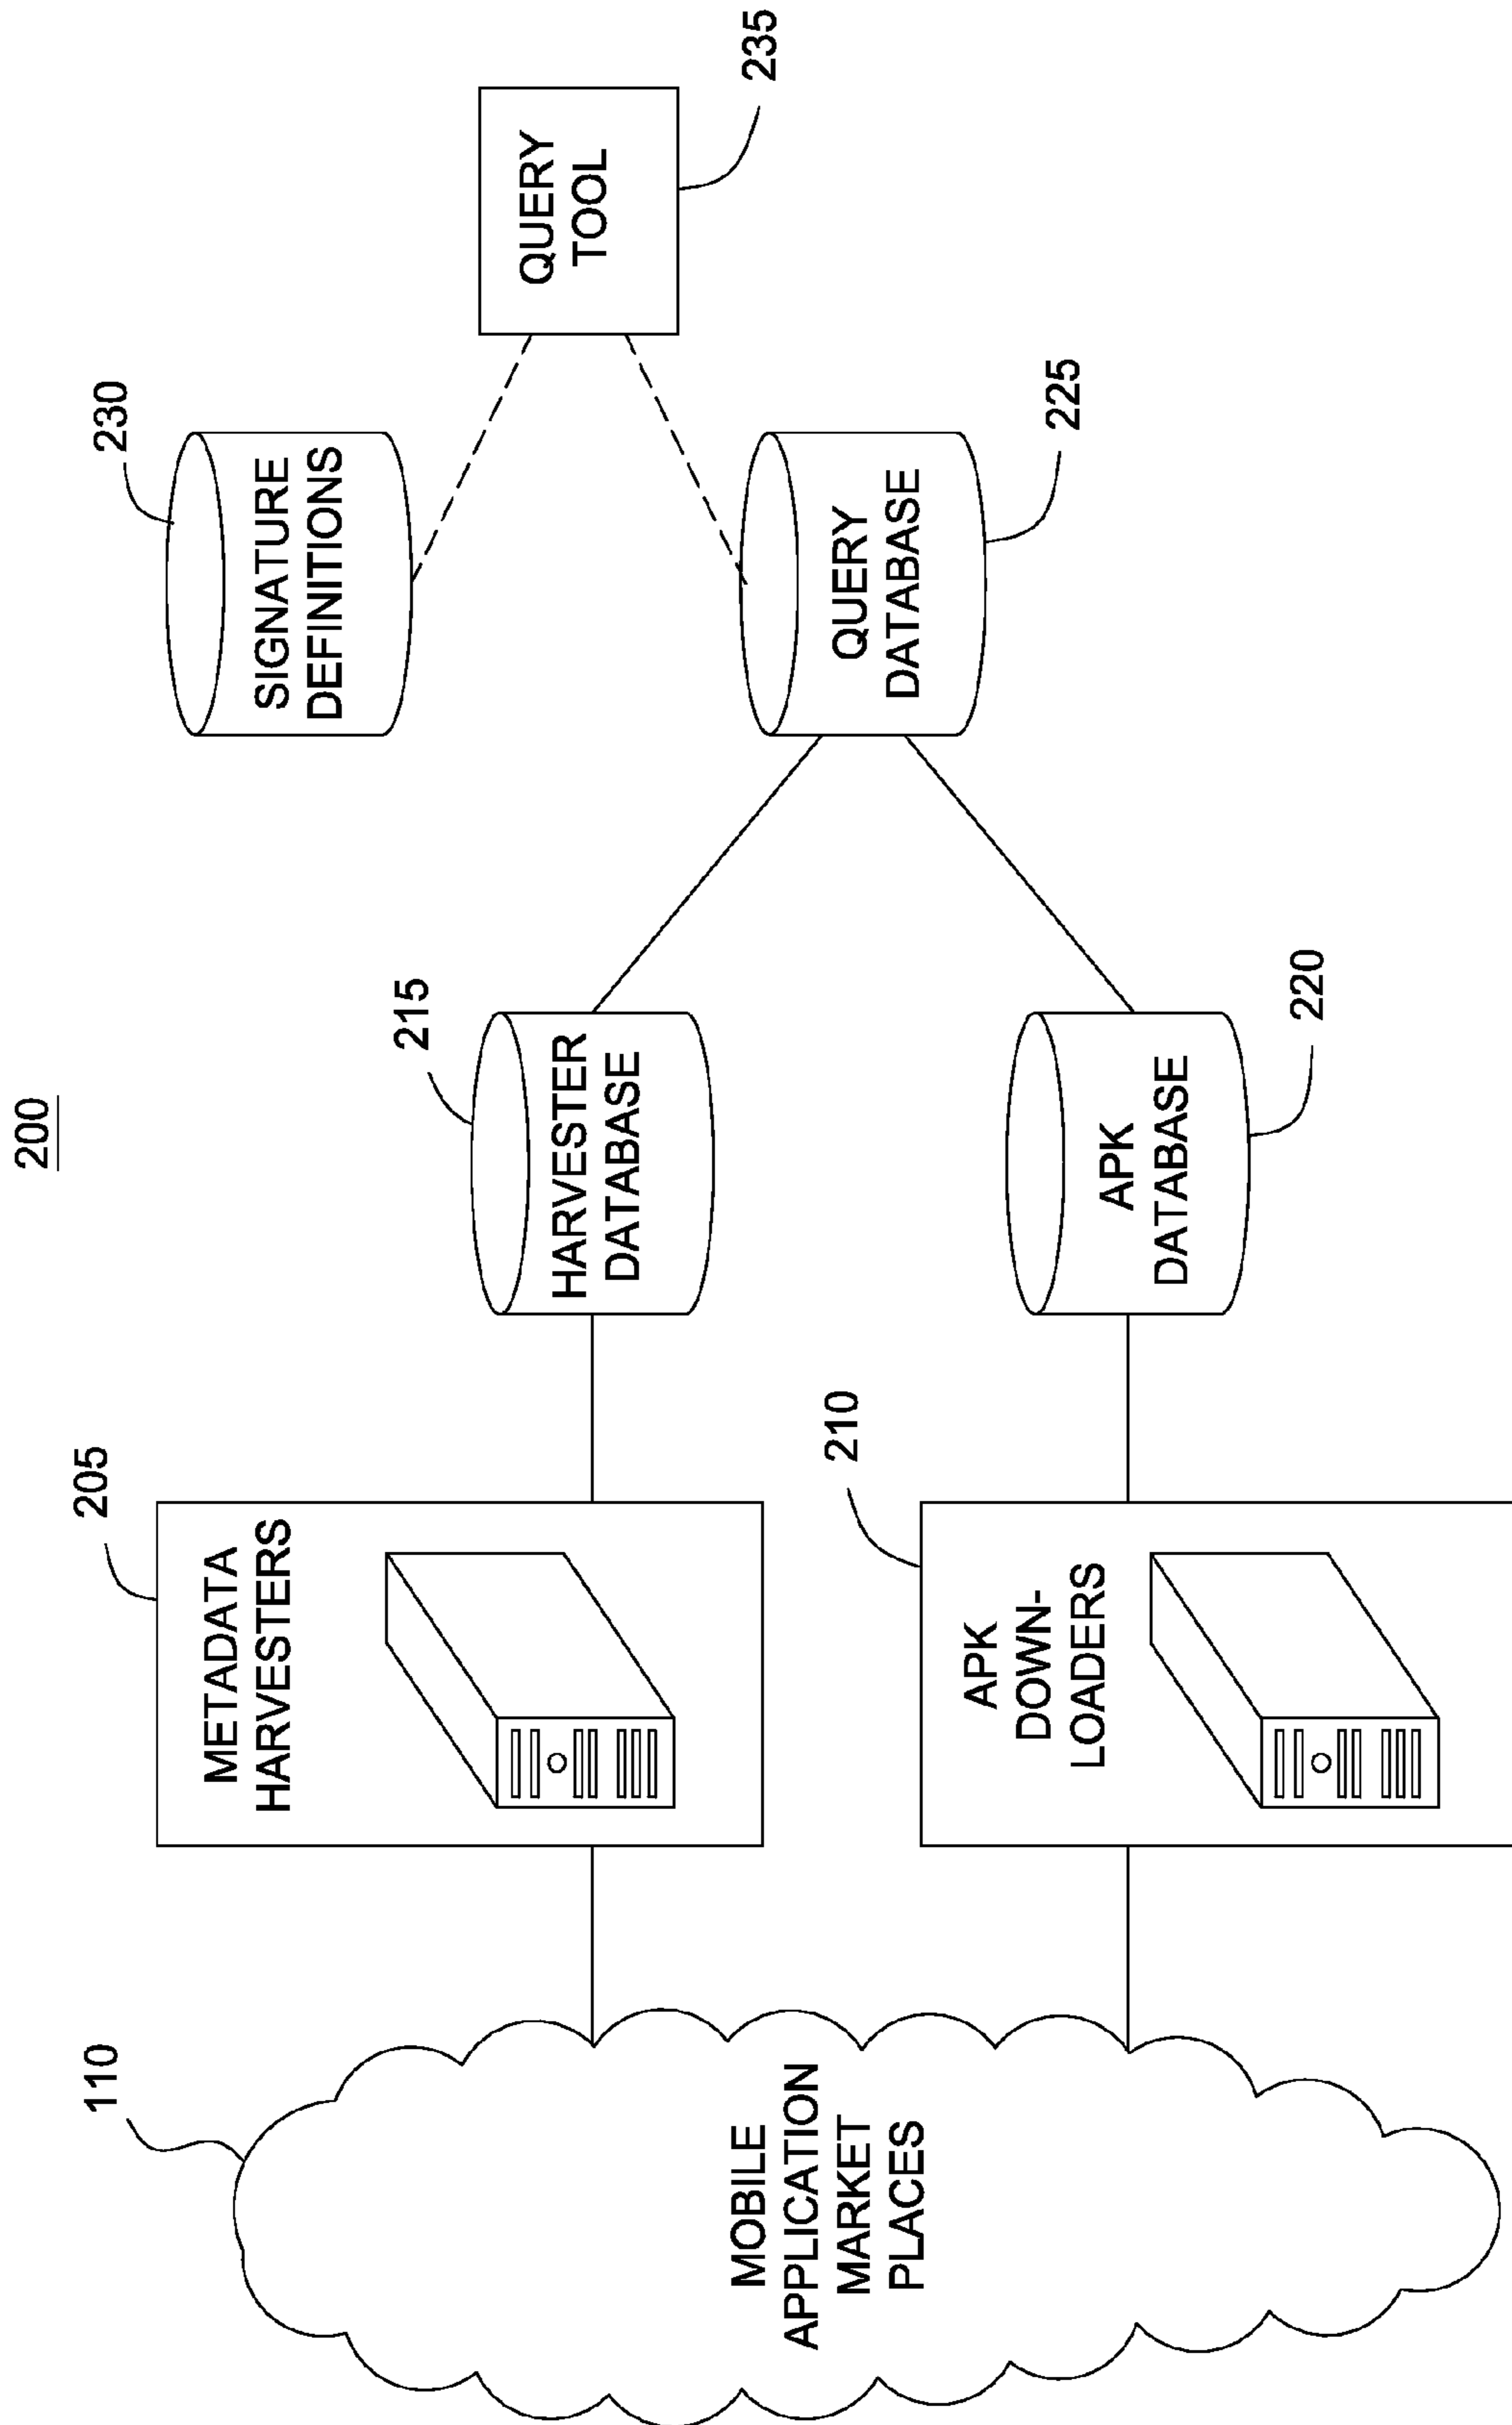 200
110
MOBILE
APPLICATION
MARKET
PLACES
205
METADATA
HARVESTERS
210
APK
DOWN-
LOADERS
215
HARVESTER
DATABASE
APK
DATABASE
220
230
SIGNATURE
DEFINITIONS
QUERY
DATABASE
225
QUERY
TOOL
235